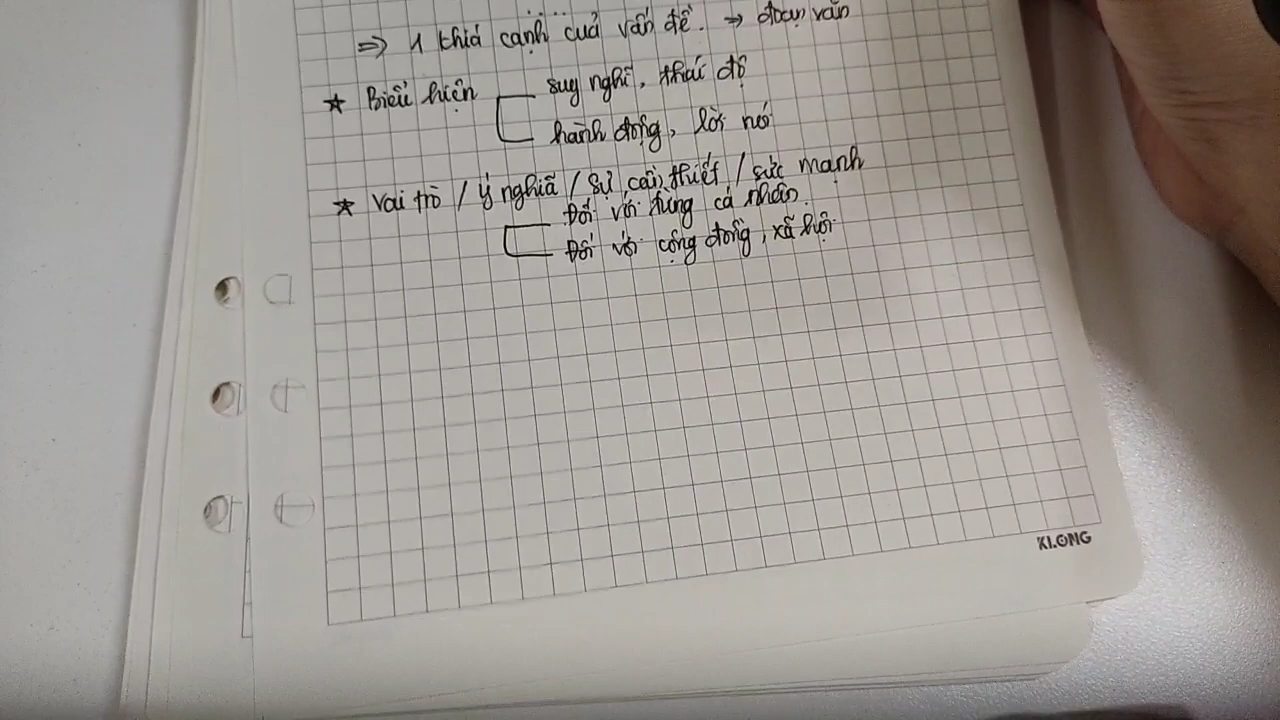 ⇒ 1 khía cạnh của vấn đề. → đoạn văn
★ Biểu hiện
suy nghĩ, thái độ
hành động, lời nó
★ Vai trò / ý nghĩa / sự cần thiết / sức mạnh
Đối với từng cá nhân.
Đối với cộng đồng, xã hội
KLONG